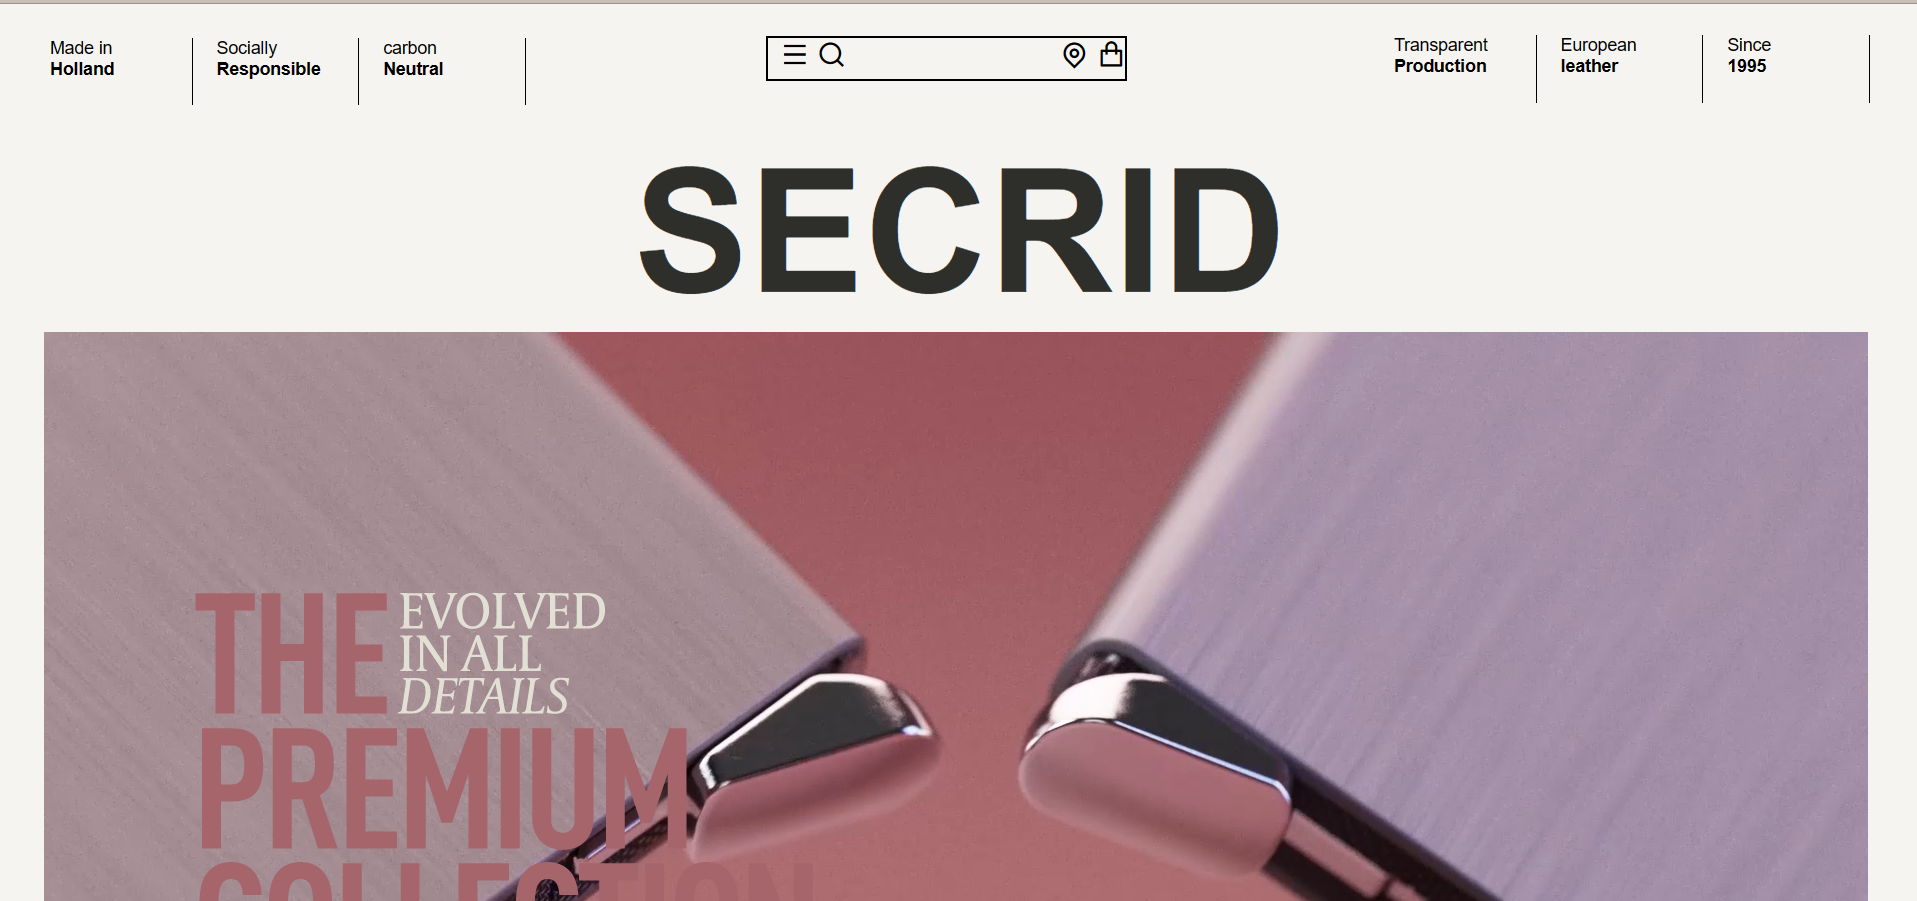 Made in
Holland
Socially
Responsible
carbon
Neutral
Transparent
Production
European
leather
Since
1995
SECRID
THE
EVOLVED
IN ALL
DETAILS
PREMIUM
COLLECTION